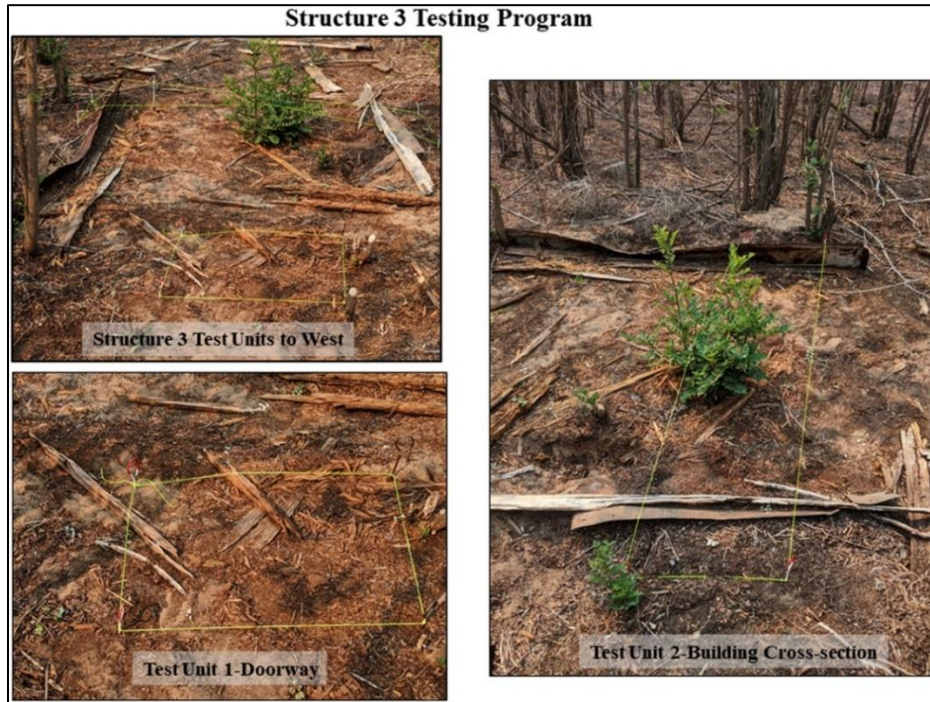 Structure 3 Testing Program
Structure 3 Test Units to West
Test Unit 1-Doorway
Test Unit 2-Building Cross-section